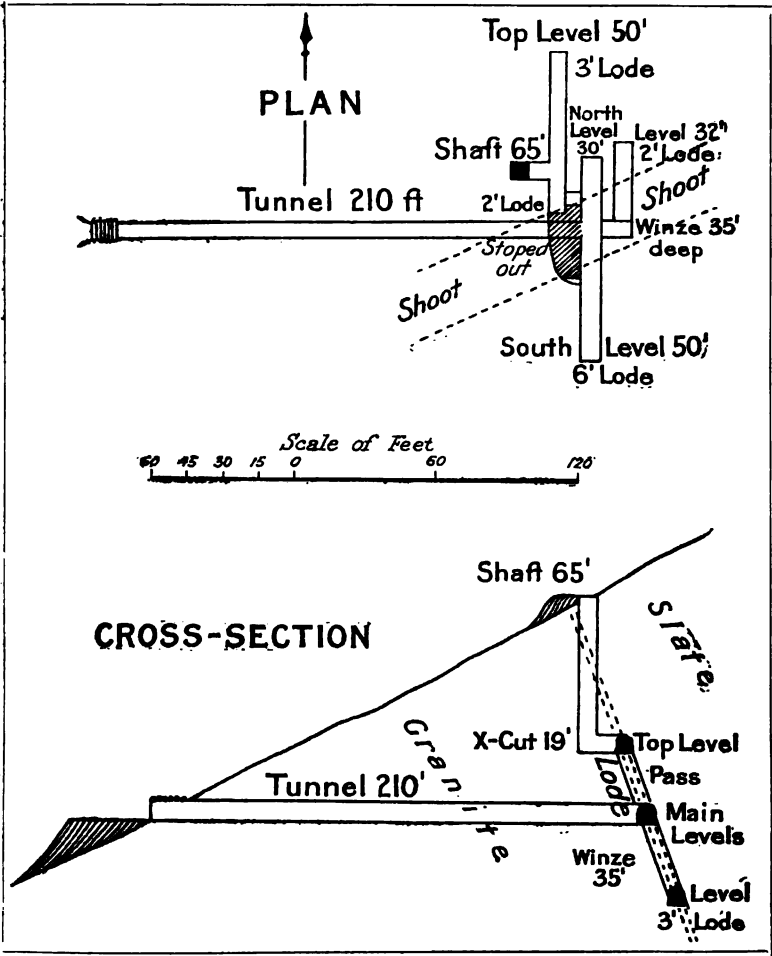 Top Level 50'
3' Lode
PLAN
North
Level
30'
Level 32'
2' Lode
Shaft 65'
Shoot
Tunnel 210 ft
2' Lode
Winze 35'
deep
Stoped
out
Shoot
South Level 50'
6' Lode
Scale of Feet
60 45 30 15 0 60 120
Shaft 65'
CROSS-SECTION
Slate
X-Cut 19'
Top Level
Pass
Lode
Granite
Tunnel 210'
Main
Levels
Winze
35'
Level
3' Lode